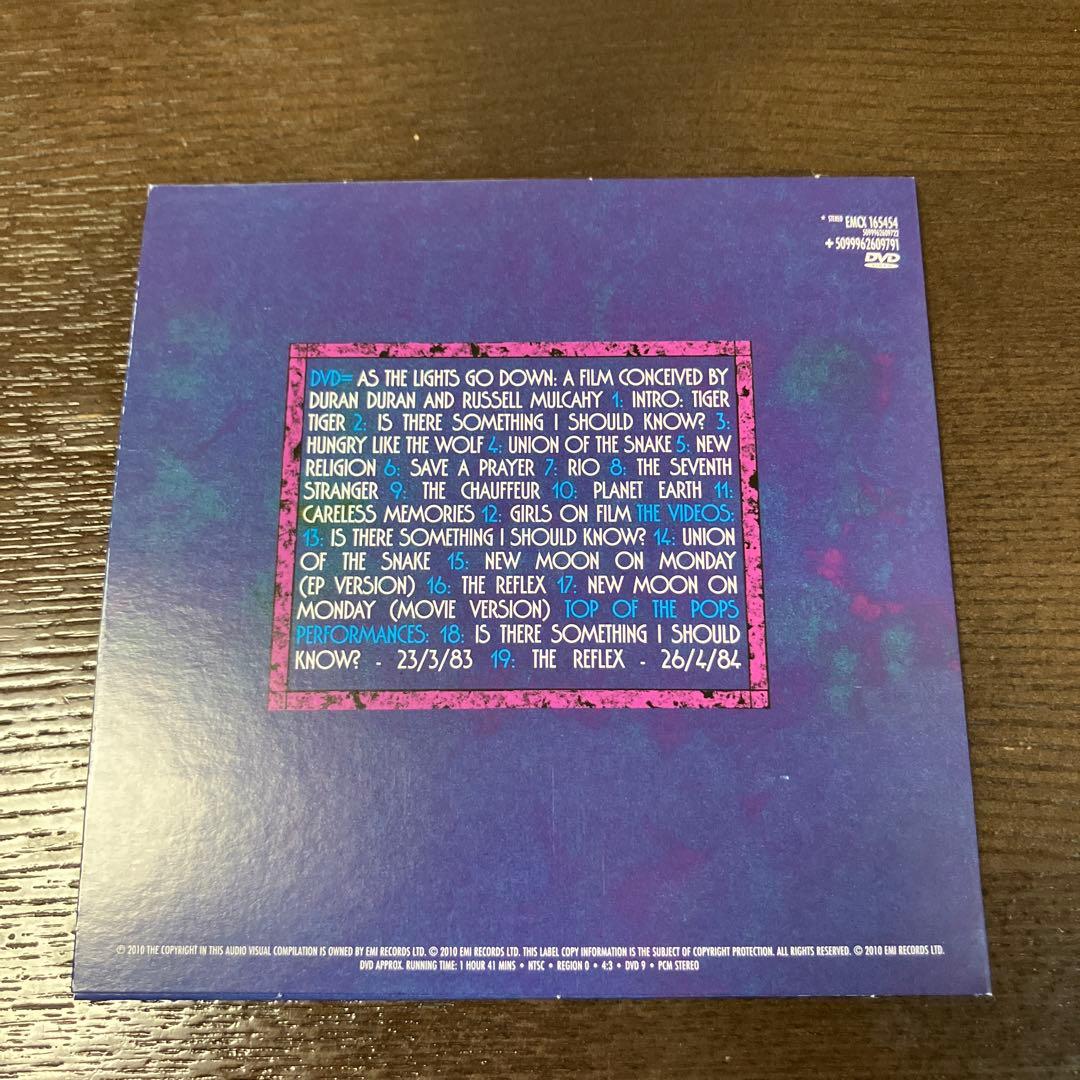 * STEREO EMCX 165454
5099962609722
+ 5099962609791
DVD
VIDEO
DVD= AS THE LIGHTS GO DOWN: A FILM CONCEIVED BY
DURAN DURAN AND RUSSELL MULCAHY 1: INTRO: TIGER
TIGER 2: IS THERE SOMETHING I SHOULD KNOW? 3:
HUNGRY LIKE THE WOLF 4: UNION OF THE SNAKE 5: NEW
RELIGION 6: SAVE A PRAYER 7: RIO 8: THE SEVENTH
STRANGER 9: THE CHAUFFEUR 10: PLANET EARTH 11:
CARELESS MEMORIES 12: GIRLS ON FILM THE VIDEOS:
13: IS THERE SOMETHING I SHOULD KNOW? 14: UNION
OF THE SNAKE 15: NEW MOON ON MONDAY
(EP VERSION) 16: THE REFLEX 17: NEW MOON ON
MONDAY (MOVIE VERSION) TOP OF THE POPS
PERFORMANCES: 18: IS THERE SOMETHING I SHOULD
KNOW? - 23/3/83 19: THE REFLEX - 26/4/84
℗ 2010 THE COPYRIGHT IN THIS AUDIO VISUAL COMPILATION IS OWNED BY EMI RECORDS LTD. © 2010 EMI RECORDS LTD. THIS LABEL COPY INFORMATION IS THE SUBJECT OF COPYRIGHT PROTECTION. ALL RIGHTS RESERVED. © 2010 EMI RECORDS LTD.
DVD APPROX. RUNNING TIME: 1 HOUR 41 MINS • NTSC • REGION 0 • 4:3 • DVD 9 • PCM STEREO